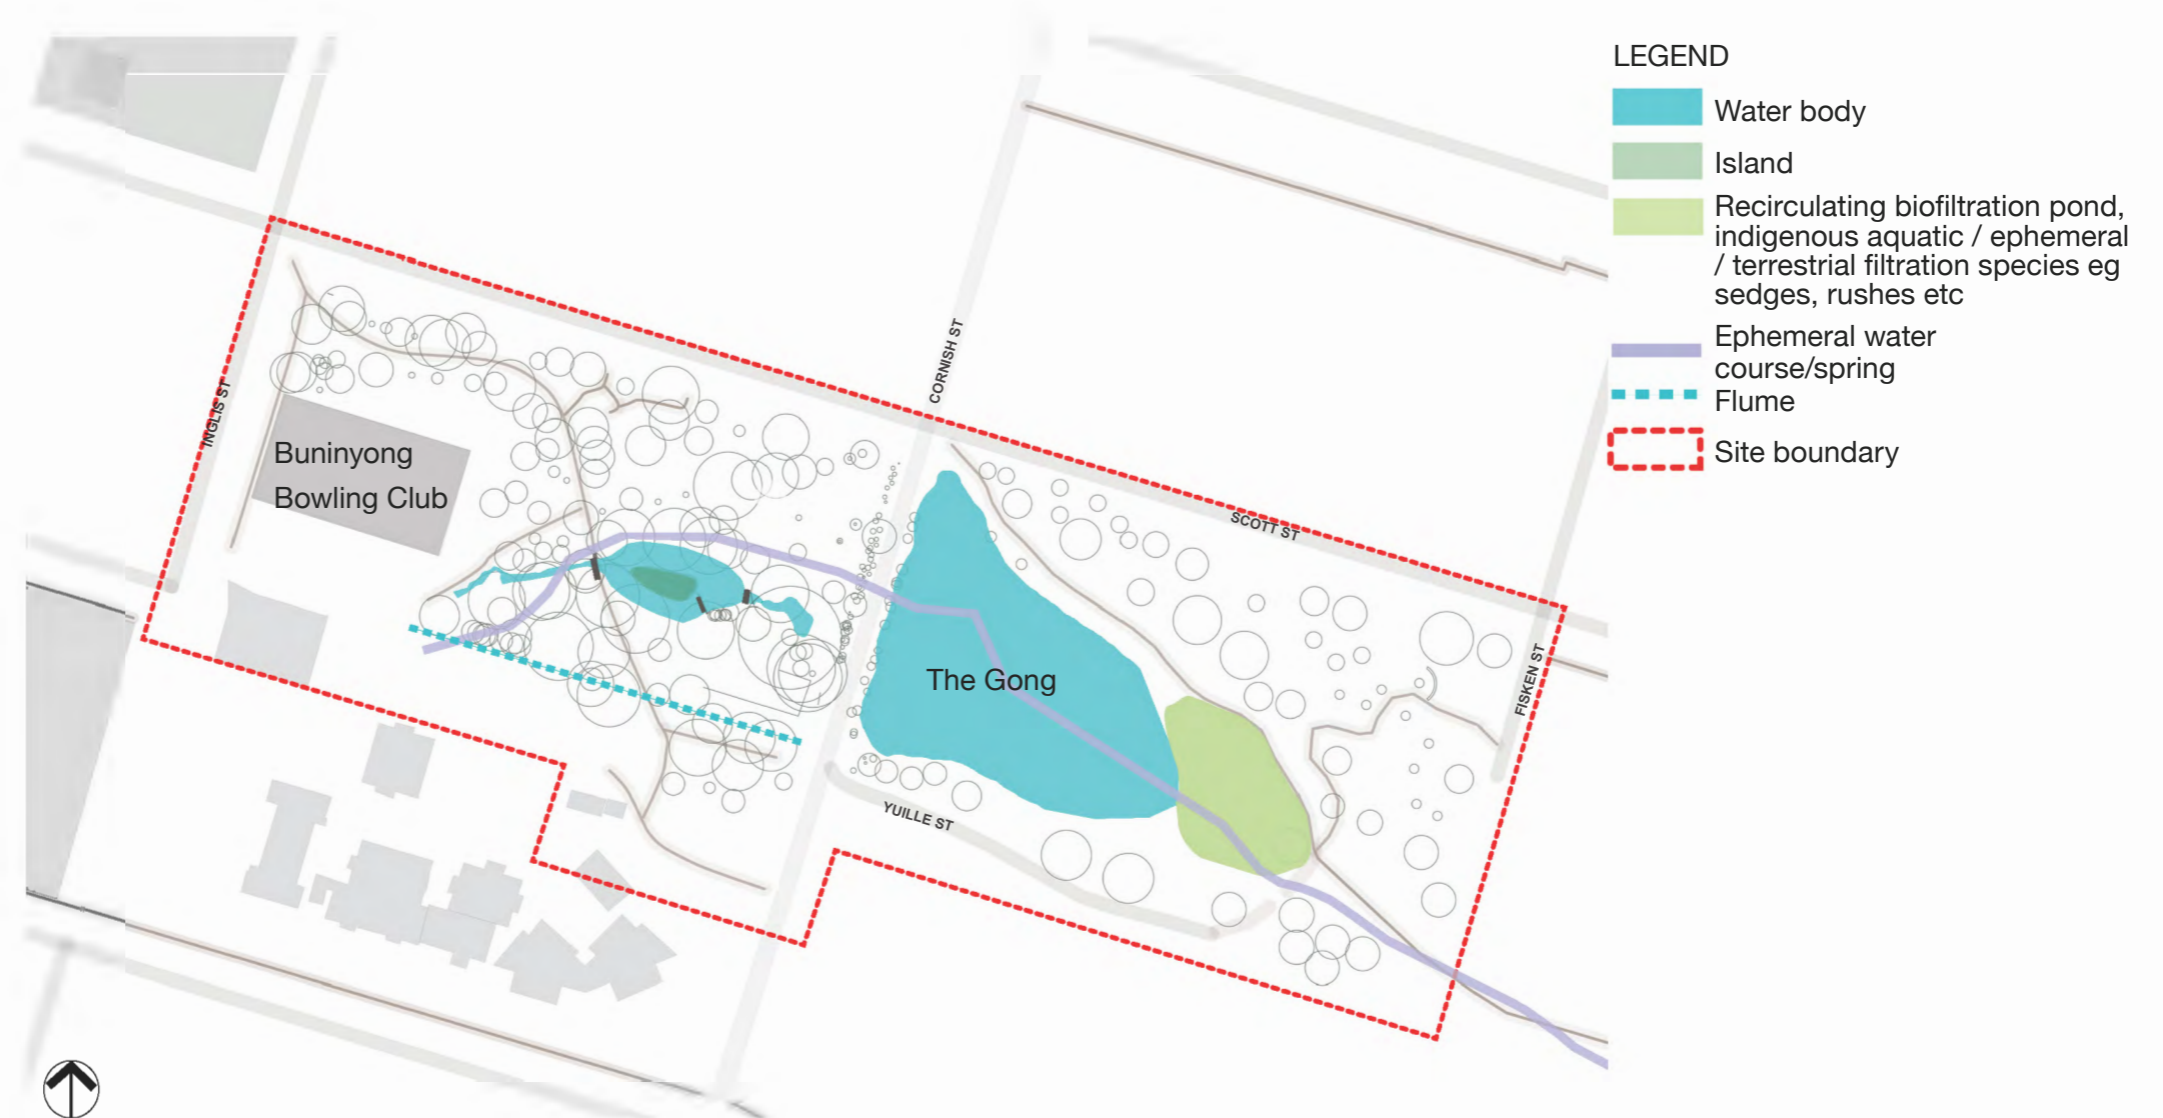 LEGEND
Water body
Island
Recirculating biofiltration pond,
indigenous aquatic / ephemeral
/ terrestrial filtration species eg
sedges, rushes etc
Ephemeral water
course/spring
Flume
Site boundary
CORNISH ST
INGLIS ST
Buninyong
Bowling Club
SCOTT ST
The Gong
FISKEN ST
YUILLE ST